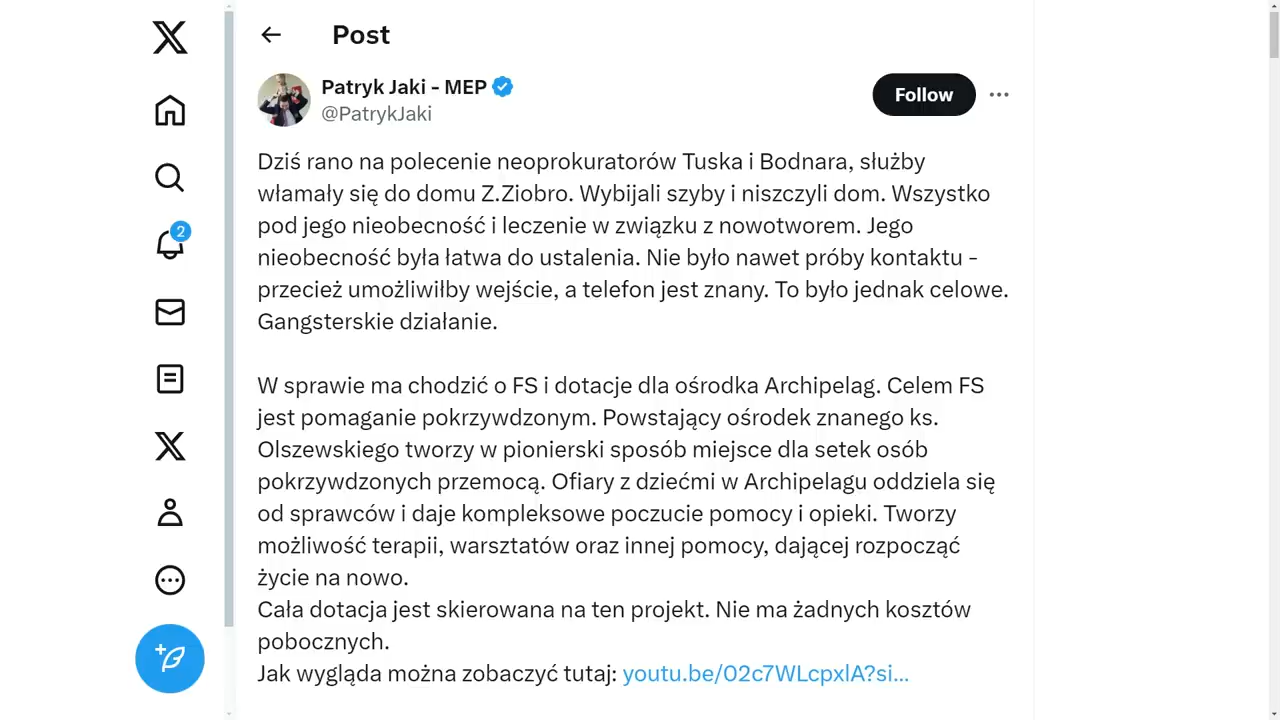 Post
Patryk Jaki - MEP
@PatrykJaki
Follow
2
Dziś rano na polecenie neoprokuratorów Tuska i Bodnara, służby
włamały się do domu Z.Ziobro. Wybijali szyby i niszczyli dom. Wszystko
pod jego nieobecność i leczenie w związku z nowotworem. Jego
nieobecność była łatwa do ustalenia. Nie było nawet próby kontaktu -
przecież umożliwiłby wejście, a telefon jest znany. To było jednak celowe.
Gangsterskie działanie.
W sprawie ma chodzić o FS i dotacje dla ośrodka Archipelag. Celem FS
jest pomaganie pokrzywdzonym. Powstający ośrodek znanego ks.
Olszewskiego tworzy w pionierski sposób miejsce dla setek osób
pokrzywdzonych przemocą. Ofiary z dziećmi w Archipelagu oddziela się
od sprawców i daje kompleksowe poczucie pomocy i opieki. Tworzy
możliwość terapii, warsztatów oraz innej pomocy, dającej rozpocząć
życie na nowo.
Cała dotacja jest skierowana na ten projekt. Nie ma żadnych kosztów
pobocznych.
Jak wygląda można zobaczyć tutaj: youtu.be/02c7WLcpxlA?si...